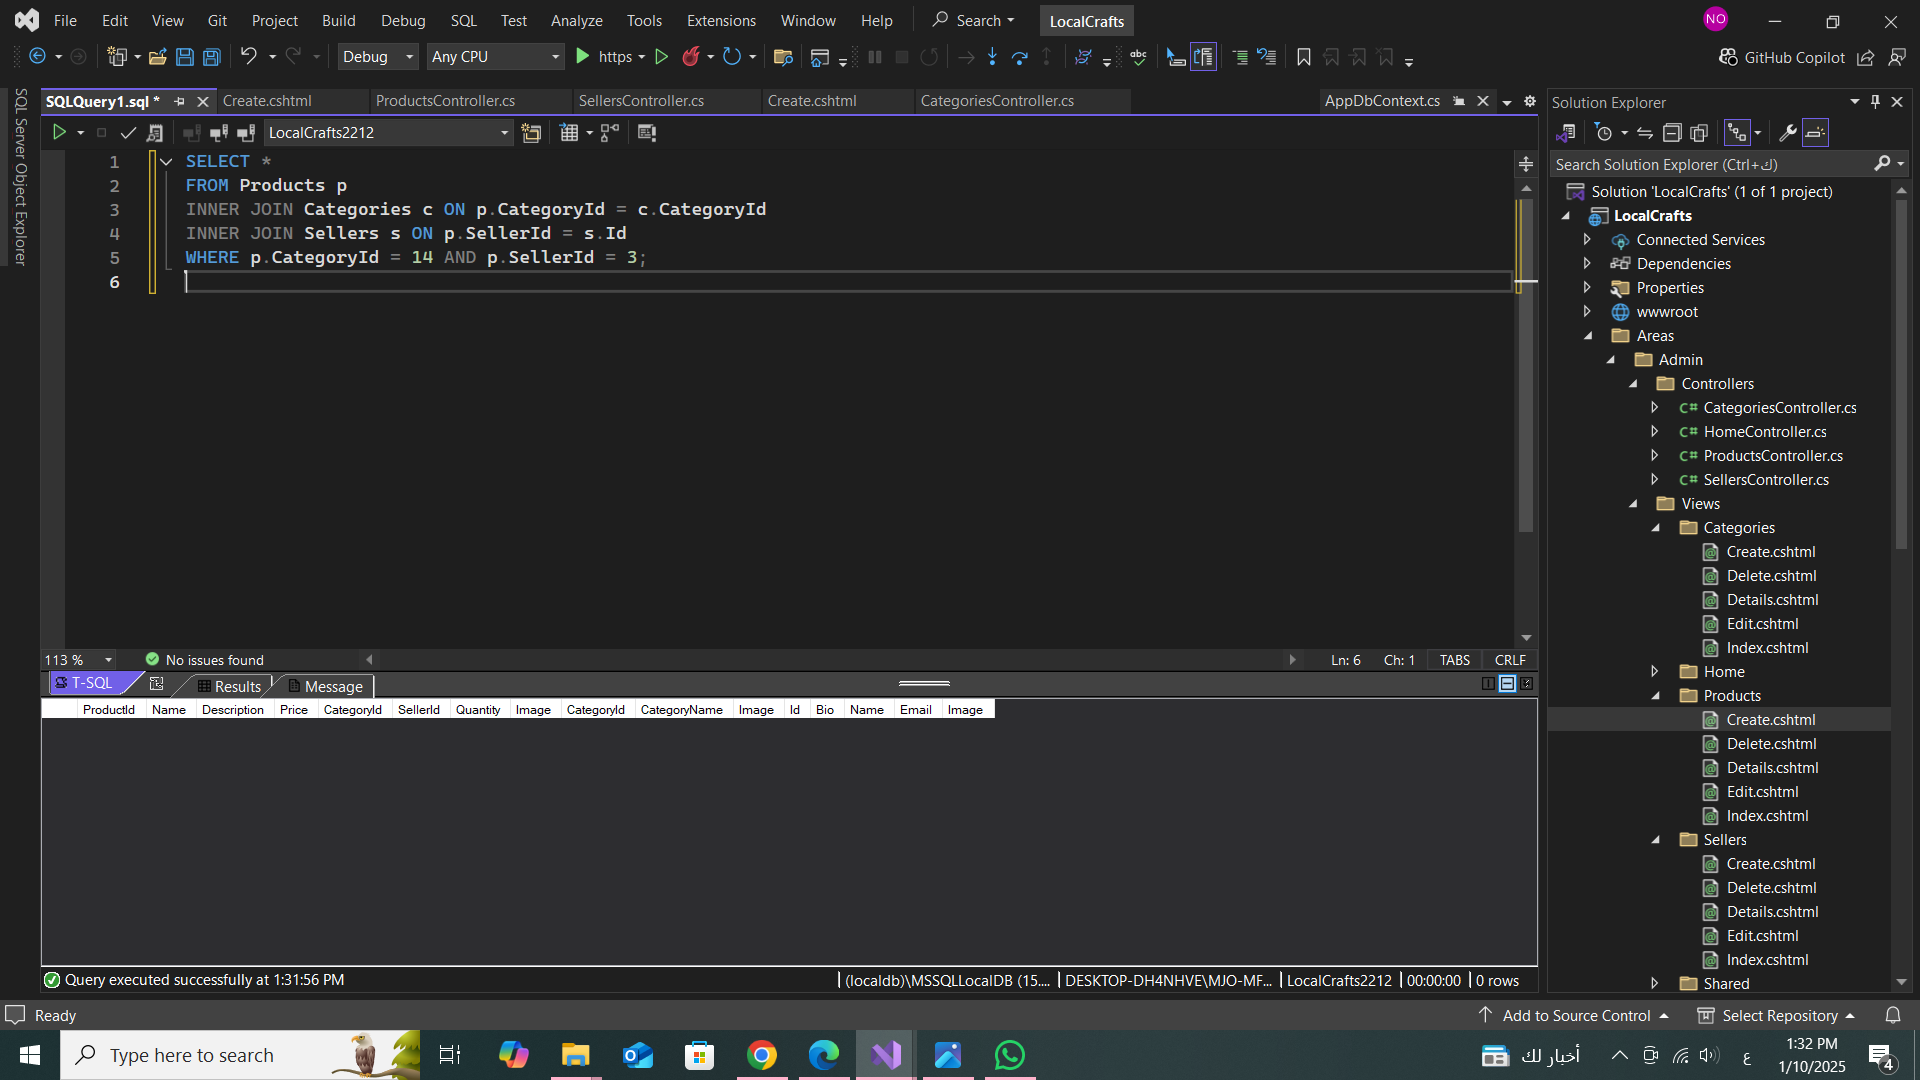 File Edit View Git Project Build Debug SQL Test Analyze Tools Extensions Window Help Search LocalCrafts NO
Debug Any CPU https GitHub Copilot
SQL Server Object Explorer
SQLQuery1.sql * Create.cshtml ProductsController.cs SellersController.cs Create.cshtml CategoriesController.cs AppDbContext.cs
LocalCrafts2212
1 SELECT *
2 FROM Products p
3 INNER JOIN Categories c ON p.CategoryId = c.CategoryId
4 INNER JOIN Sellers s ON p.SellerId = s.Id
5 WHERE p.CategoryId = 14 AND p.SellerId = 3;
6
113 % No issues found Ln: 6 Ch: 1 TABS CRLF
T-SQL Results Message
ProductId Name Description Price CategoryId SellerId Quantity Image CategoryId CategoryName Image Id Bio Name Email Image
Query executed successfully at 1:31:56 PM (localdb)\MSSQLLocalDB (15.... DESKTOP-DH4NHVE\MJO-MF... LocalCrafts2212 00:00:00 0 rows
Solution Explorer
Search Solution Explorer (Ctrl+ك)
Solution 'LocalCrafts' (1 of 1 project)
LocalCrafts
Connected Services
Dependencies
Properties
wwwroot
Areas
Admin
Controllers
C# CategoriesController.cs
C# HomeController.cs
C# ProductsController.cs
C# SellersController.cs
Views
Categories
Create.cshtml
Delete.cshtml
Details.cshtml
Edit.cshtml
Index.cshtml
Home
Products
Create.cshtml
Delete.cshtml
Details.cshtml
Edit.cshtml
Index.cshtml
Sellers
Create.cshtml
Delete.cshtml
Details.cshtml
Edit.cshtml
Index.cshtml
Shared
Ready Add to Source Control Select Repository
Type here to search أخبار لك ع 1:32 PM
1/10/2025 4